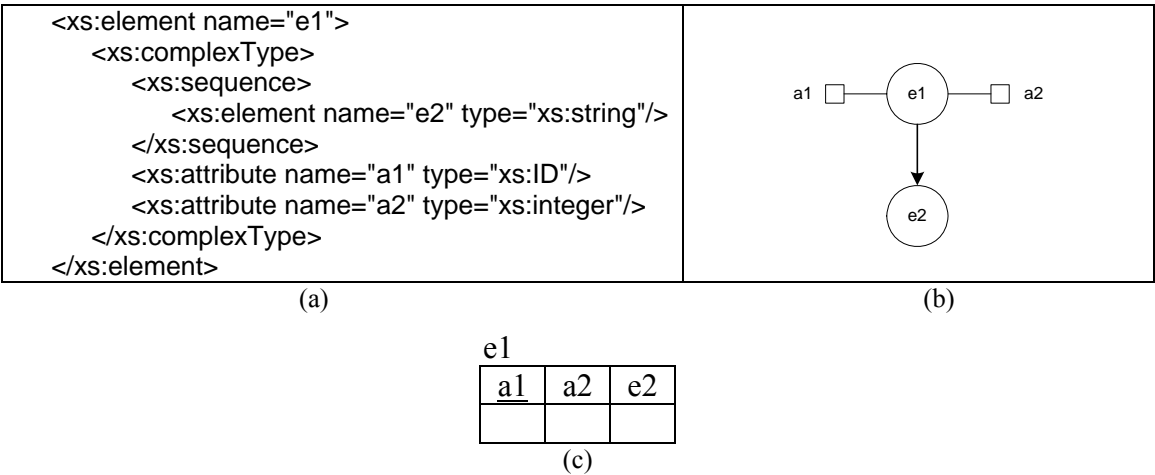 <xs:element name="e1">
<xs:complexType>
<xs:sequence>
<xs:element name="e2" type="xs:string"/>
</xs:sequence>
<xs:attribute name="a1" type="xs:ID"/>
<xs:attribute name="a2" type="xs:integer"/>
</xs:complexType>
</xs:element>
a1 e1 a2
e2
(a) (b)
e1
a1 a2 e2
(c)